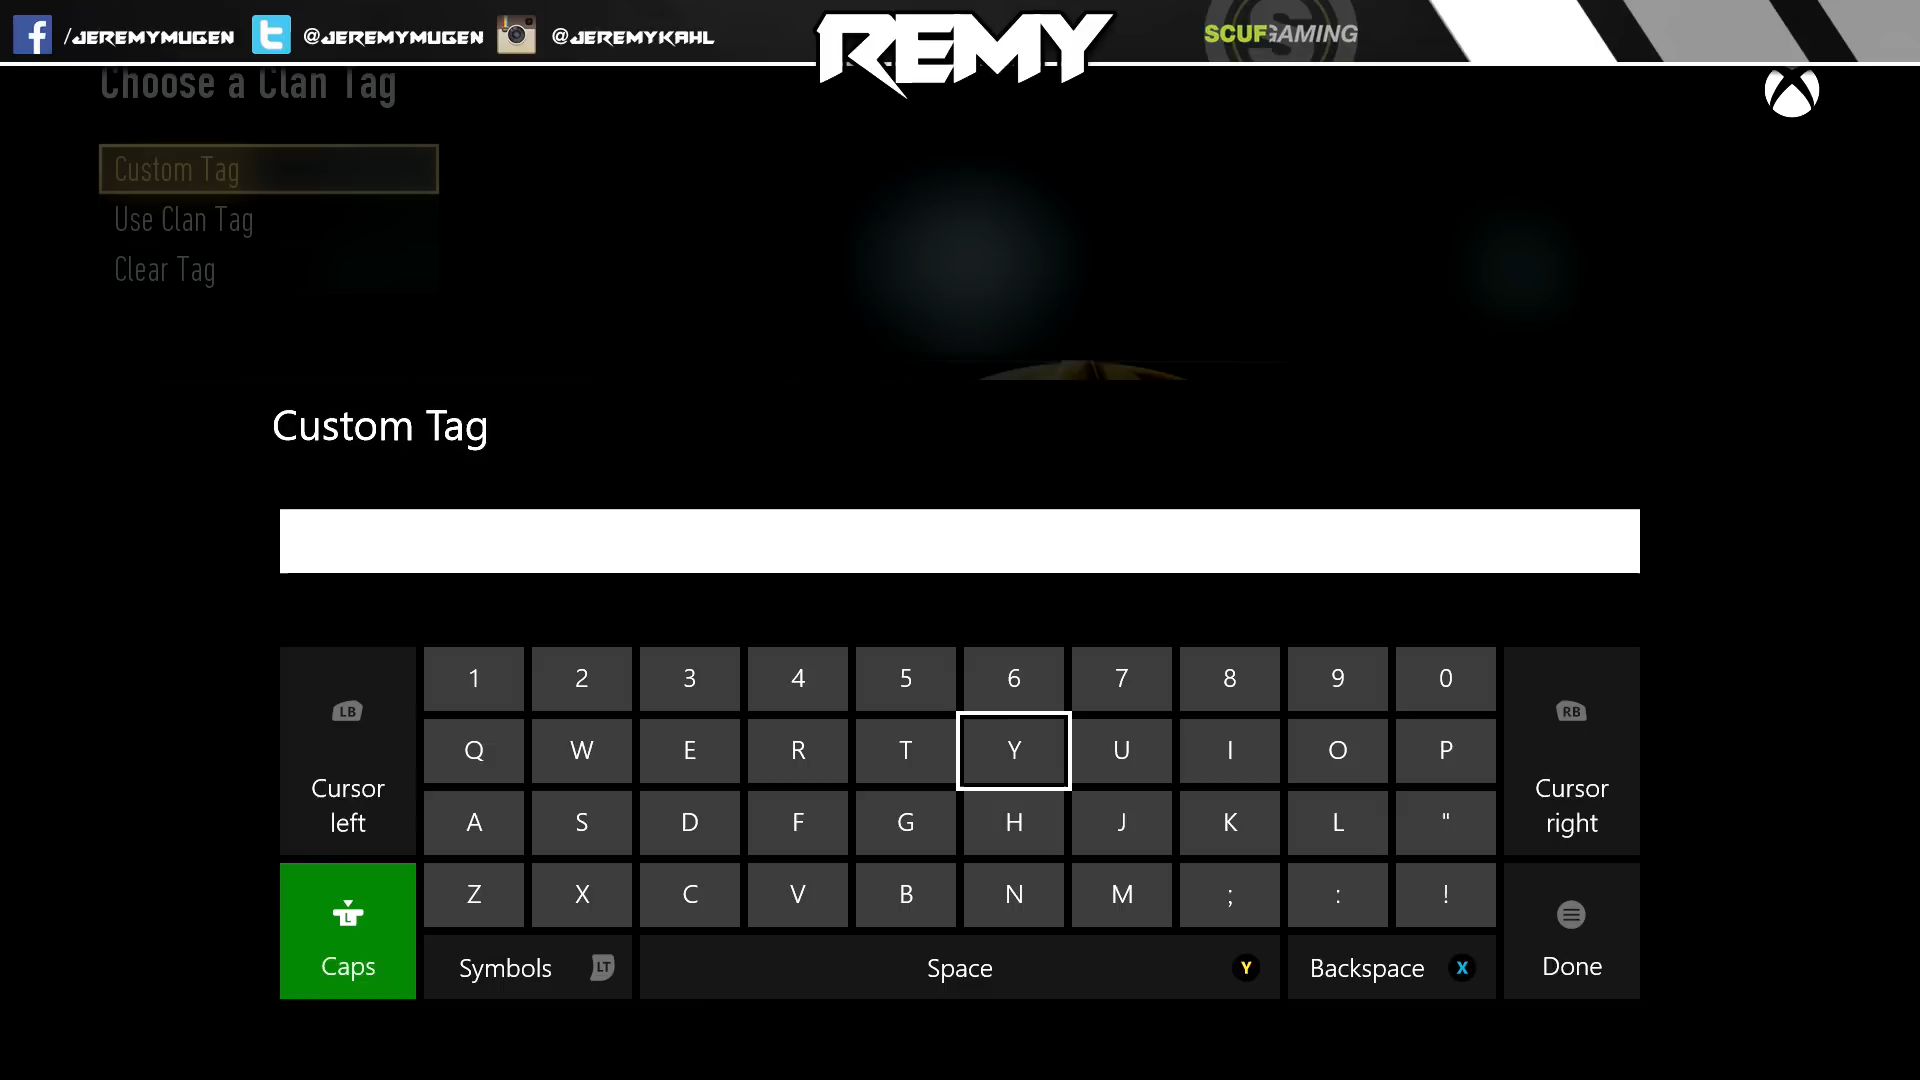 /JEREMYMUGEN @JEREMYMUGEN @JEREMYKAHL REMY SCUFGAMING
Choose a Clan Tag
Custom Tag
Use Clan Tag
Clear Tag
Custom Tag
LB 1 2 3 4 5 6 7 8 9 0 RB
Q W E R T Y U I O P
Cursor left
A S D F G H J K L "
Cursor right
Z X C V B N M ; : !
L Caps Symbols LT Space Y Backspace X Done